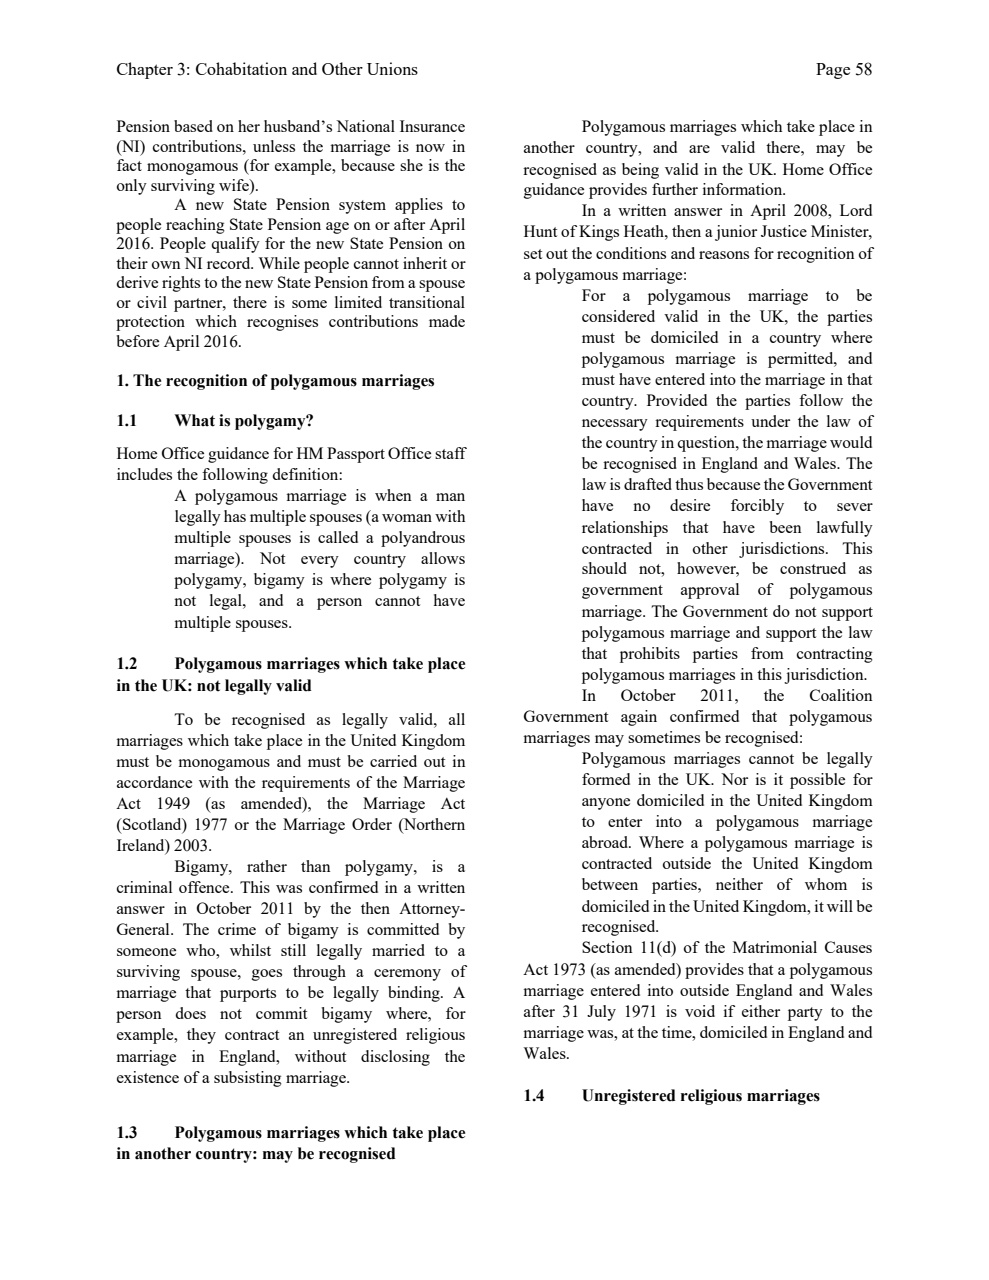 Chapter 3: Cohabitation and Other Unions Page 58
Pension based on her husband’s National Insurance
(NI) contributions, unless the marriage is now in
fact monogamous (for example, because she is the
only surviving wife).
A new State Pension system applies to
people reaching State Pension age on or after April
2016. People qualify for the new State Pension on
their own NI record. While people cannot inherit or
derive rights to the new State Pension from a spouse
or civil partner, there is some limited transitional
protection which recognises contributions made
before April 2016.
1. The recognition of polygamous marriages
1.1 What is polygamy?
Home Office guidance for HM Passport Office staff
includes the following definition:
A polygamous marriage is when a man
legally has multiple spouses (a woman with
multiple spouses is called a polyandrous
marriage). Not every country allows
polygamy, bigamy is where polygamy is
not legal, and a person cannot have
multiple spouses.
1.2 Polygamous marriages which take place
in the UK: not legally valid
To be recognised as legally valid, all
marriages which take place in the United Kingdom
must be monogamous and must be carried out in
accordance with the requirements of the Marriage
Act 1949 (as amended), the Marriage Act
(Scotland) 1977 or the Marriage Order (Northern
Ireland) 2003.
Bigamy, rather than polygamy, is a
criminal offence. This was confirmed in a written
answer in October 2011 by the then Attorney-
General. The crime of bigamy is committed by
someone who, whilst still legally married to a
surviving spouse, goes through a ceremony of
marriage that purports to be legally binding. A
person does not commit bigamy where, for
example, they contract an unregistered religious
marriage in England, without disclosing the
existence of a subsisting marriage.
1.3 Polygamous marriages which take place
in another country: may be recognised
Polygamous marriages which take place in
another country, and are valid there, may be
recognised as being valid in the UK. Home Office
guidance provides further information.
In a written answer in April 2008, Lord
Hunt of Kings Heath, then a junior Justice Minister,
set out the conditions and reasons for recognition of
a polygamous marriage:
For a polygamous marriage to be
considered valid in the UK, the parties
must be domiciled in a country where
polygamous marriage is permitted, and
must have entered into the marriage in that
country. Provided the parties follow the
necessary requirements under the law of
the country in question, the marriage would
be recognised in England and Wales. The
law is drafted thus because the Government
have no desire forcibly to sever
relationships that have been lawfully
contracted in other jurisdictions. This
should not, however, be construed as
government approval of polygamous
marriage. The Government do not support
polygamous marriage and support the law
that prohibits parties from contracting
polygamous marriages in this jurisdiction.
In October 2011, the Coalition
Government again confirmed that polygamous
marriages may sometimes be recognised:
Polygamous marriages cannot be legally
formed in the UK. Nor is it possible for
anyone domiciled in the United Kingdom
to enter into a polygamous marriage
abroad. Where a polygamous marriage is
contracted outside the United Kingdom
between parties, neither of whom is
domiciled in the United Kingdom, it will be
recognised.
Section 11(d) of the Matrimonial Causes
Act 1973 (as amended) provides that a polygamous
marriage entered into outside England and Wales
after 31 July 1971 is void if either party to the
marriage was, at the time, domiciled in England and
Wales.
1.4 Unregistered religious marriages